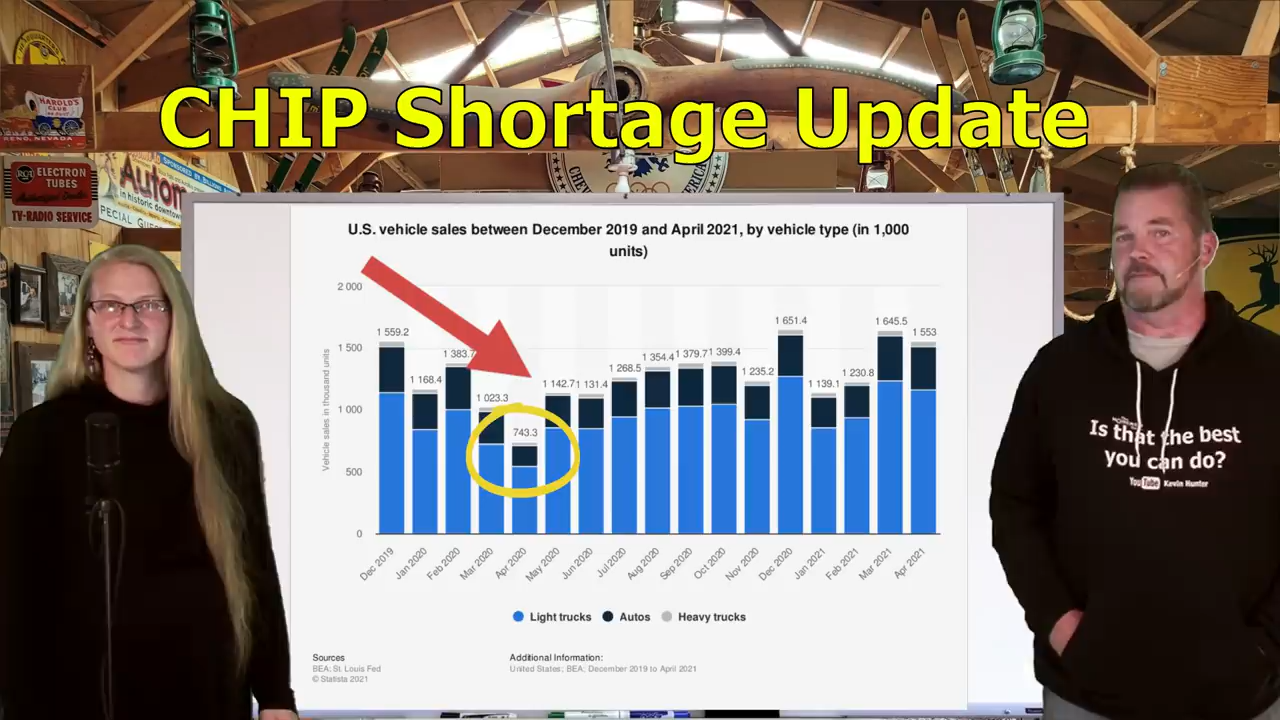 CHIP Shortage Update
HAROLD'S
CLUB
RENO, NEVADA
RCA
ELECTRON
TUBES
TV-RADIO SERVICE
Autom
in historic downtown
U.S. vehicle sales between December 2019 and April 2021, by vehicle type (in 1,000
units)
Vehicle sales in thousand units
2 000
1 500
1 000
500
0
1 559.2
1 168.4
1 383.7
1 023.3
743.3
1 142.7
1 131.4
1 268.5
1 354.4
1 379.7
1 399.4
1 235.2
1 651.4
1 139.1
1 230.8
1 645.5
1 553
Dec 2019
Jan 2020
Feb 2020
Mar 2020
Apr 2020
May 2020
Jun 2020
Jul 2020
Aug 2020
Sep 2020
Oct 2020
Nov 2020
Dec 2020
Jan 2021
Feb 2021
Mar 2021
Apr 2021
Light trucks Autos Heavy trucks
Sources
BEA; St. Louis Fed
© Statista 2021
Additional Information:
United States; BEA; December 2019 to April 2021
Is that the best
you can do?
YouTube Kevin Hunter